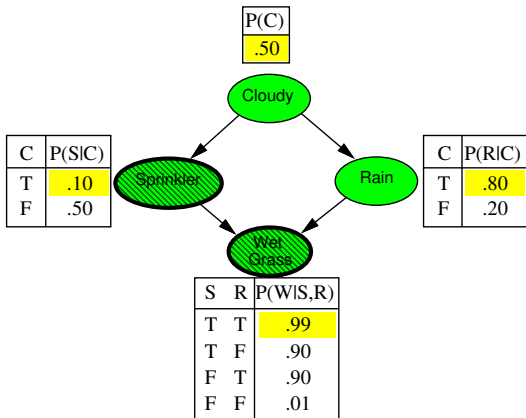 P(C)
.50
Cloudy
C P(S|C)
T .10
F .50
Sprinkler
Rain
C P(R|C)
T .80
F .20
Wet
Grass
S R P(W|S,R)
T T .99
T F .90
F T .90
F F .01